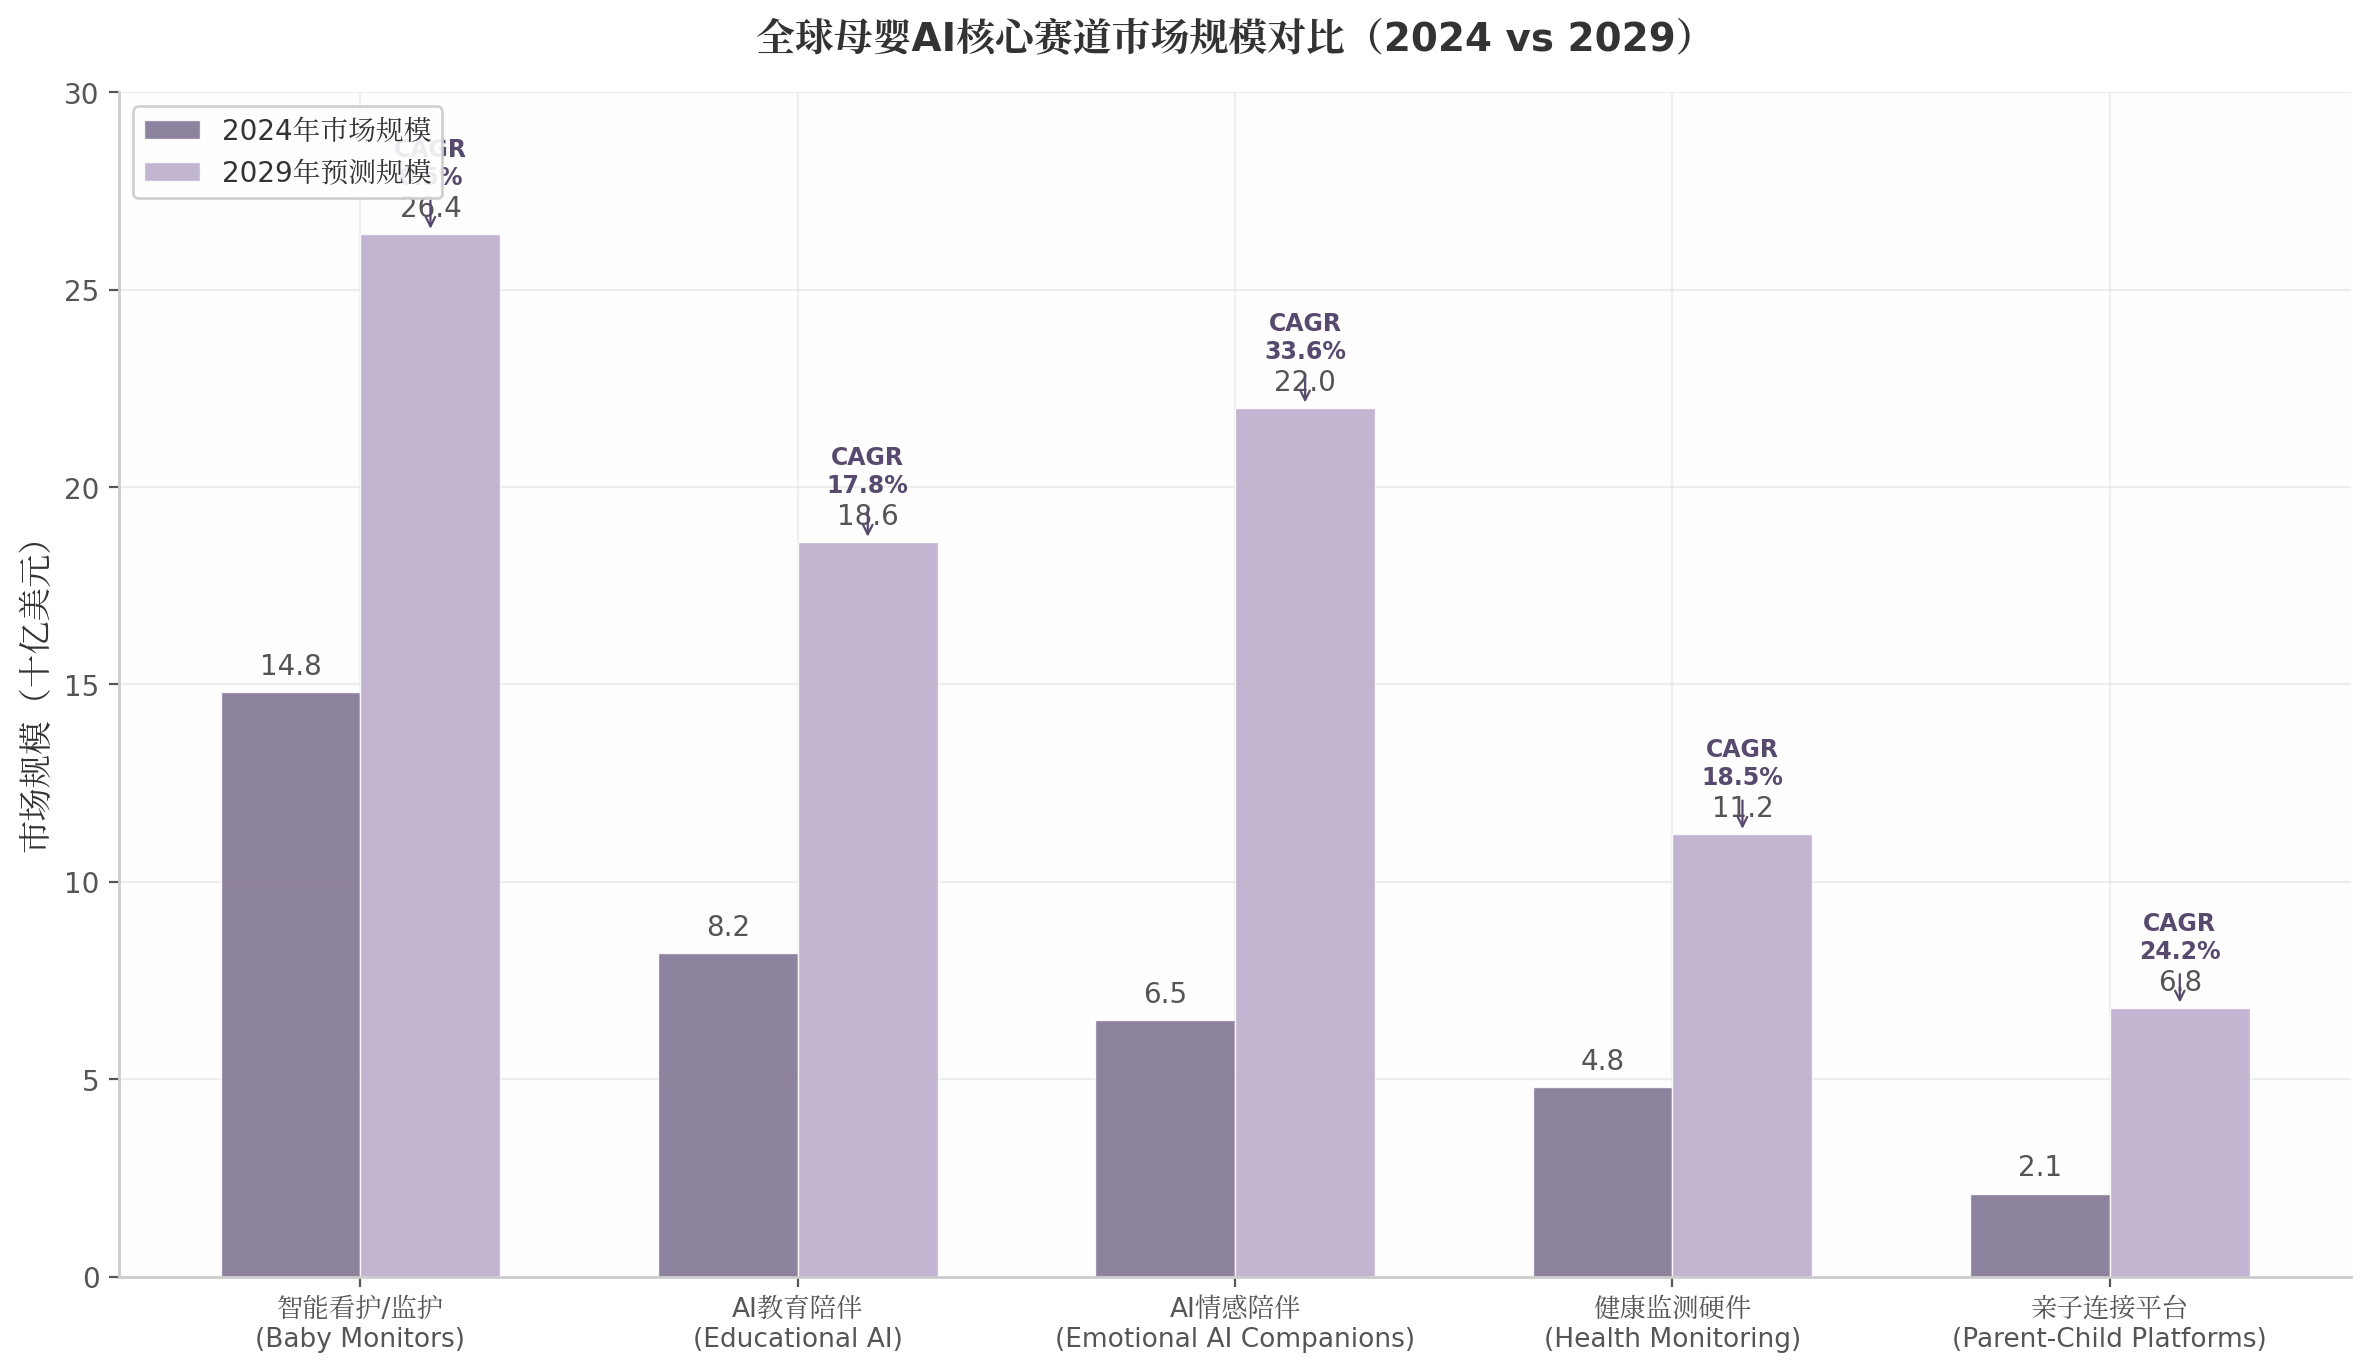 全球母婴AI核心赛道市场规模对比（2024 vs 2029）
市场规模（十亿美元）
30
25
20
15
10
5
0
2024年市场规模
2029年预测规模
CAGR
26.4
14.8
CAGR
17.8%
18.6
8.2
CAGR
33.6%
22.0
6.5
CAGR
18.5%
11.2
4.8
CAGR
24.2%
6.8
2.1
智能看护/监护
(Baby Monitors)
AI教育陪伴
(Educational AI)
AI情感陪伴
(Emotional AI Companions)
健康监测硬件
(Health Monitoring)
亲子连接平台
(Parent-Child Platforms)